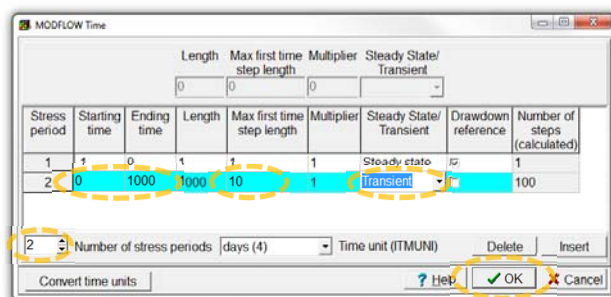 MODFLOW Time
Length Max first time step length Multiplier Steady State/ Transient
0 0 0
Stress period Starting time Ending time Length Max first time step length Multiplier Steady State/ Transient Drawdown reference Number of steps (calculated)
1 -1 0 1 1 1 Steady state 1
2 0 1000 1000 10 1 Transient 100
2 Number of stress periods days (4) Time unit (ITMUNI) Delete Insert
Convert time units ? Help OK Cancel